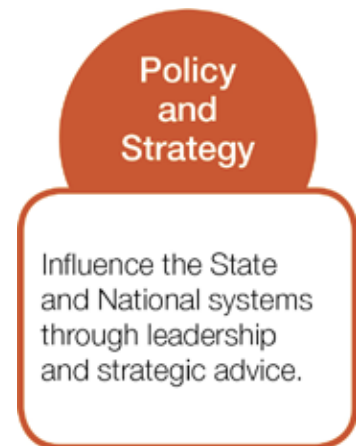 Policy
and
Strategy
Influence the State
and National systems
through leadership
and strategic advice.